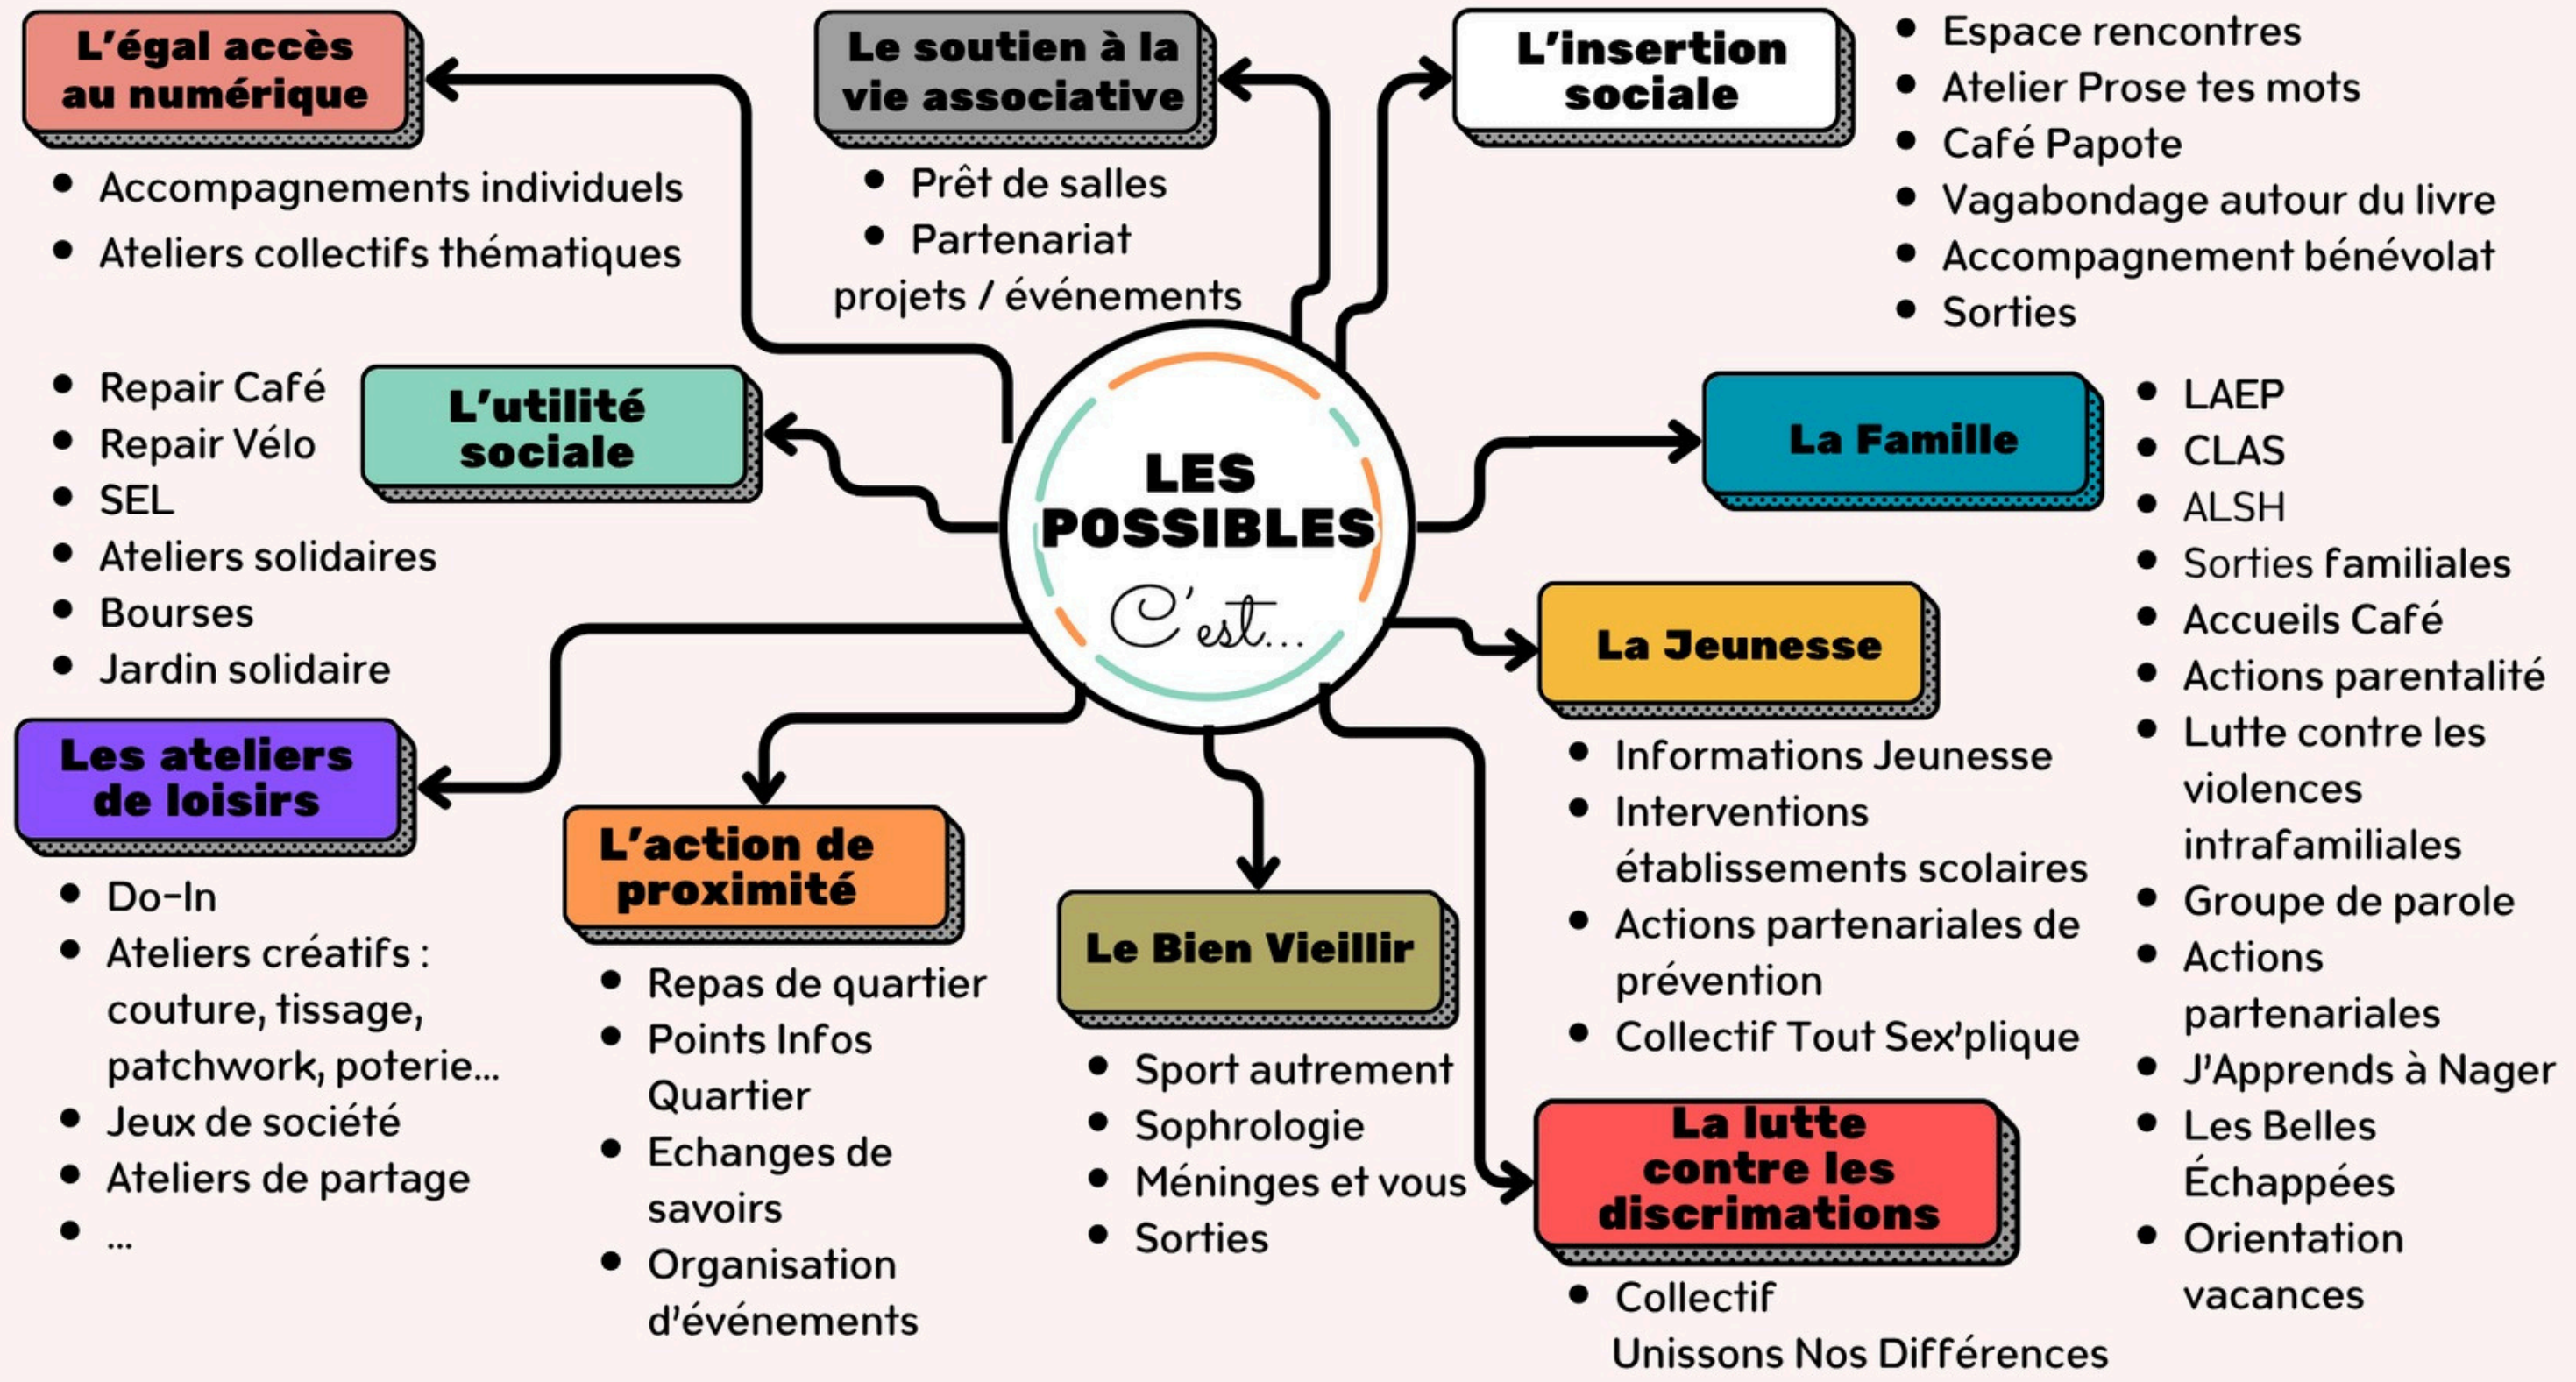 L'égal accès
au numérique
• Accompagnements individuels
• Ateliers collectifs thématiques
Le soutien à la
vie associative
• Prêt de salles
• Partenariat
projets / événements
L'insertion
sociale
• Espace rencontres
• Atelier Prose tes mots
• Café Papote
• Vagabondage autour du livre
• Accompagnement bénévolat
• Sorties
L'utilité
sociale
• Repair Café
• Repair Vélo
• SEL
• Ateliers solidaires
• Bourses
• Jardin solidaire
LES
POSSIBLES
C'est...
La Famille
• LAEP
• CLAS
• ALSH
• Sorties familiales
• Accueils Café
• Actions parentalité
• Lutte contre les
violences
intrafamiliales
• Groupe de parole
• Actions
partenariales
• J'Apprends à Nager
• Les Belles
Échappées
• Orientation
vacances
La Jeunesse
• Informations Jeunesse
• Interventions
établissements scolaires
• Actions partenariales de
prévention
• Collectif Tout Sex'plique
Les ateliers
de loisirs
• Do-In
• Ateliers créatifs :
couture, tissage,
patchwork, poterie...
• Jeux de société
• Ateliers de partage
• ...
L'action de
proximité
• Repas de quartier
• Points Infos
Quartier
• Echanges de
savoirs
• Organisation
d'événements
Le Bien Vieillir
• Sport autrement
• Sophrologie
• Méninges et vous
• Sorties
La lutte
contre les
discrimations
• Collectif
Unissons Nos Différences